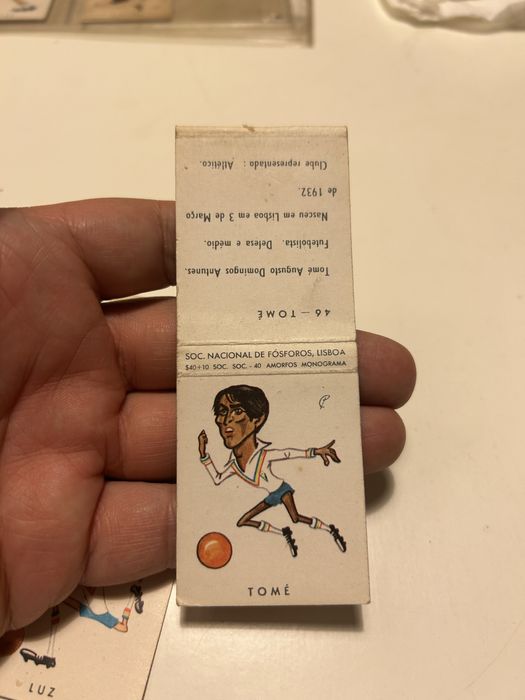 46 — TOMÉ
Tomé Augusto Domingos Antunes.
Futebolista. Defesa e médio.
Nasceu em Lisboa em 3 de Março
de 1932.
Clube representado : Atlético.
SOC. NACIONAL DE FÓSFOROS, LISBOA
$40+10 SOC. SOC. - 40 AMORFOS MONOGRAMA
TOMÉ
ZU1